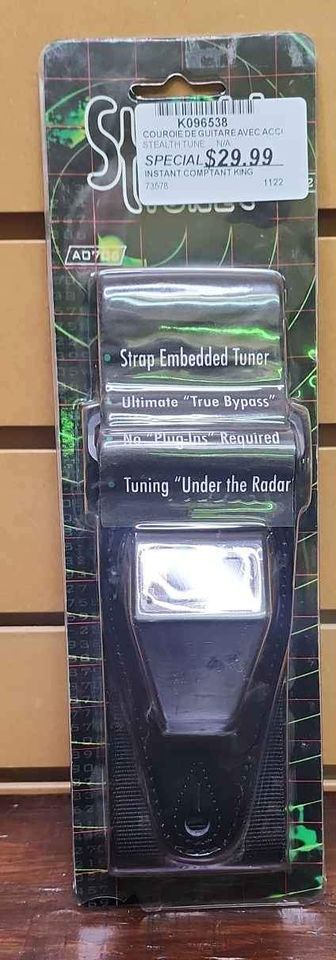 K096538
COUROIE DE GUITARE AVEC ACC
STEALTH TUNE N/A
SPECIAL $29.99
INSTANT COMPTANT KING
73578 1122
AD706
Strap Embedded Tuner
Ultimate "True Bypass"
No "Plug-Ins" Required
Tuning "Under the Radar